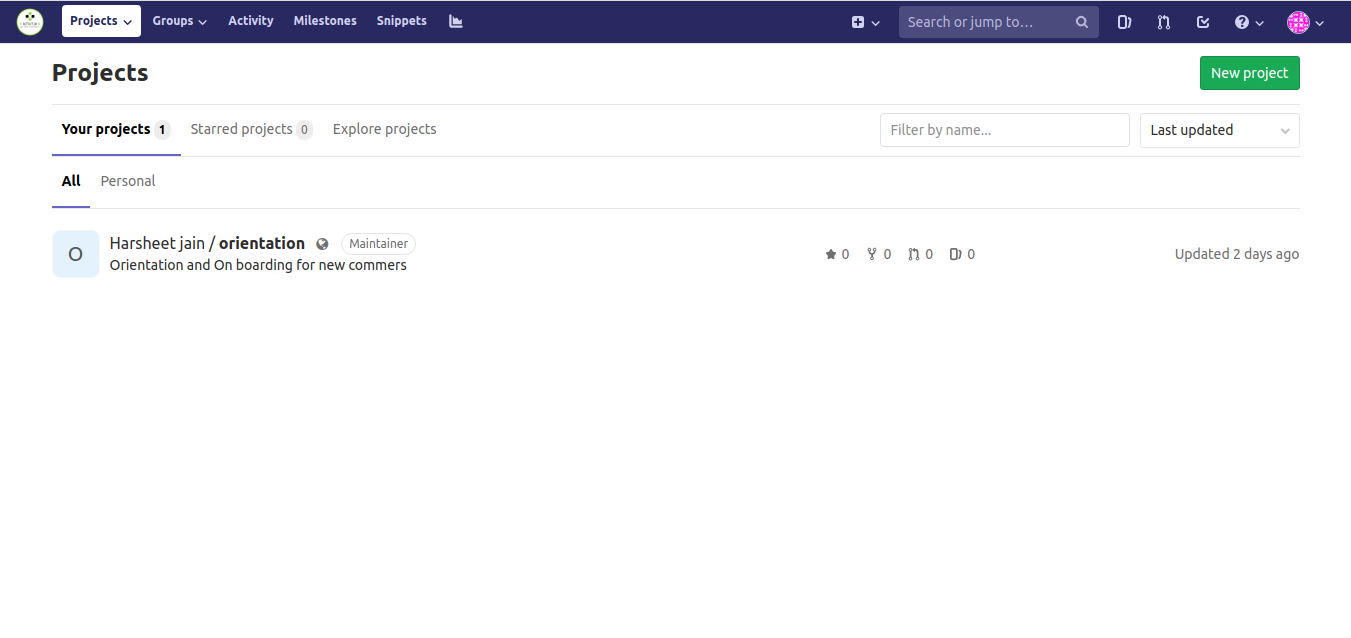 Projects Groups Activity Milestones Snippets Search or jump to...
Projects New project
Your projects 1 Starred projects 0 Explore projects Filter by name... Last updated
All Personal
O Harsheet jain / orientation Maintainer
Orientation and On boarding for new commers
0 0 0 0 Updated 2 days ago